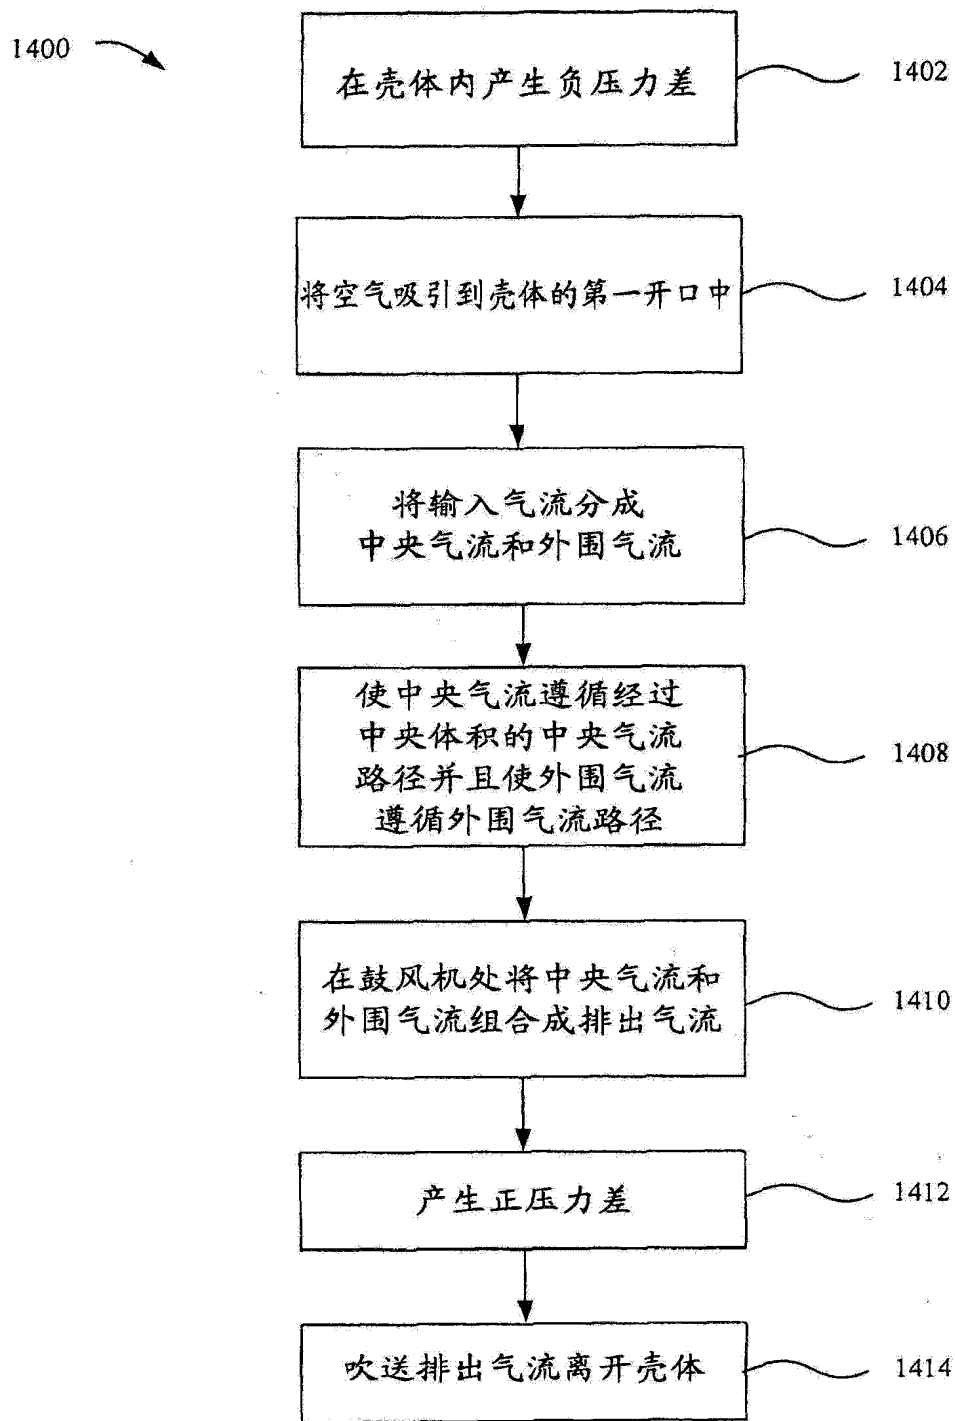 1400
在壳体内产生负压力差
1402
将空气吸引到壳体的第一开口中
1404
将输入气流分成
中央气流和外围气流
1406
使中央气流遵循经过
中央体积的中央气流
路径并且使外围气流
遵循外围气流路径
1408
在鼓风机处将中央气流和
外围气流组合成排出气流
1410
产生正压力差
1412
吹送排出气流离开壳体
1414